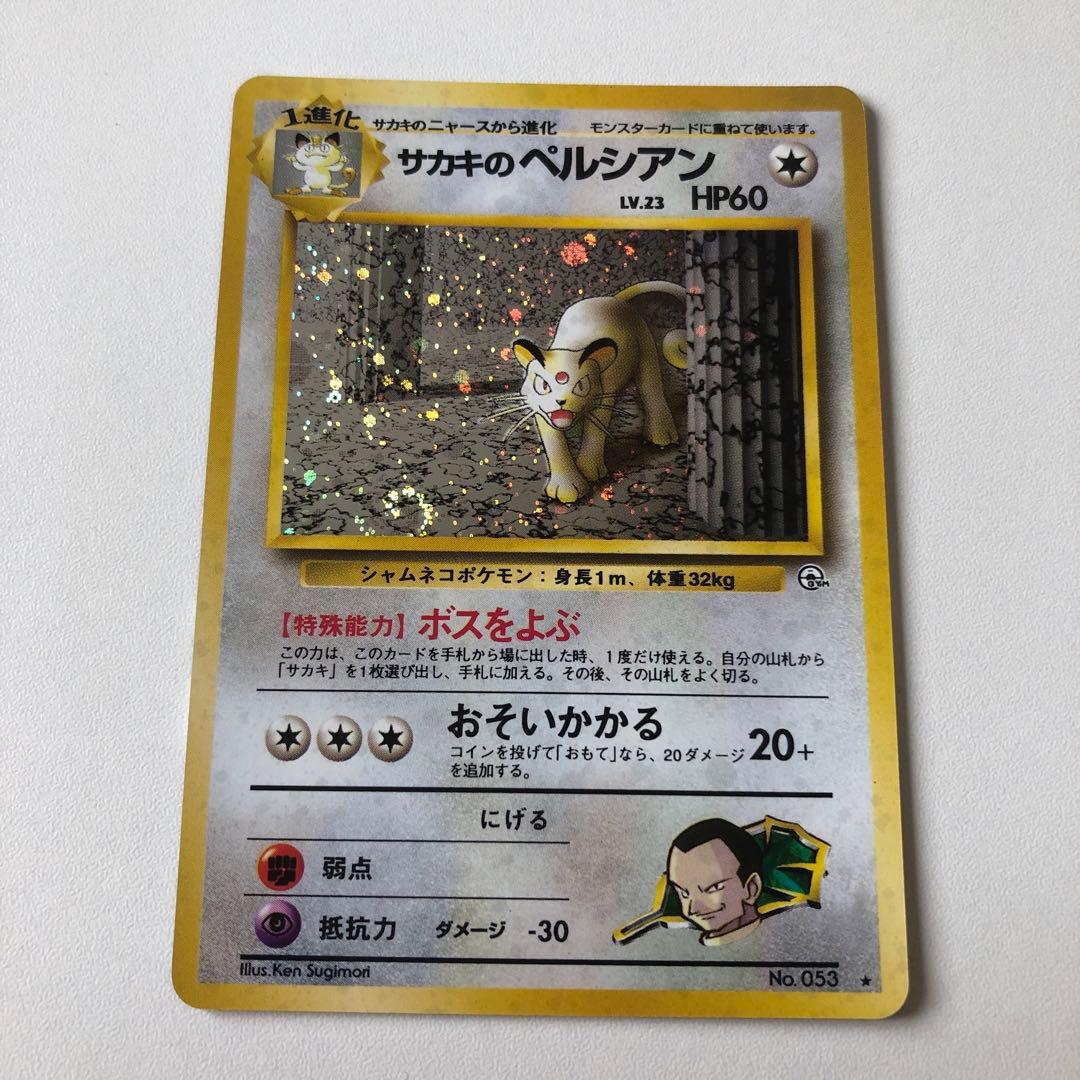 1進化
サカキのニャースから進化 モンスターカードに重ねて使います。
サカキのペルシアン
LV.23 HP60
シャムネコポケモン：身長1m、体重32kg
GYM
【特殊能力】ボスをよぶ
この力は、このカードを手札から場に出した時、1度だけ使える。自分の山札から
「サカキ」を1枚選び出し、手札に加える。その後、その山札をよく切る。
おそいかかる
コインを投げて「おもて」なら、20ダメージ 20+
を追加する。
にげる
弱点
抵抗力 ダメージ -30
Illus.Ken Sugimori
No. 053 ★